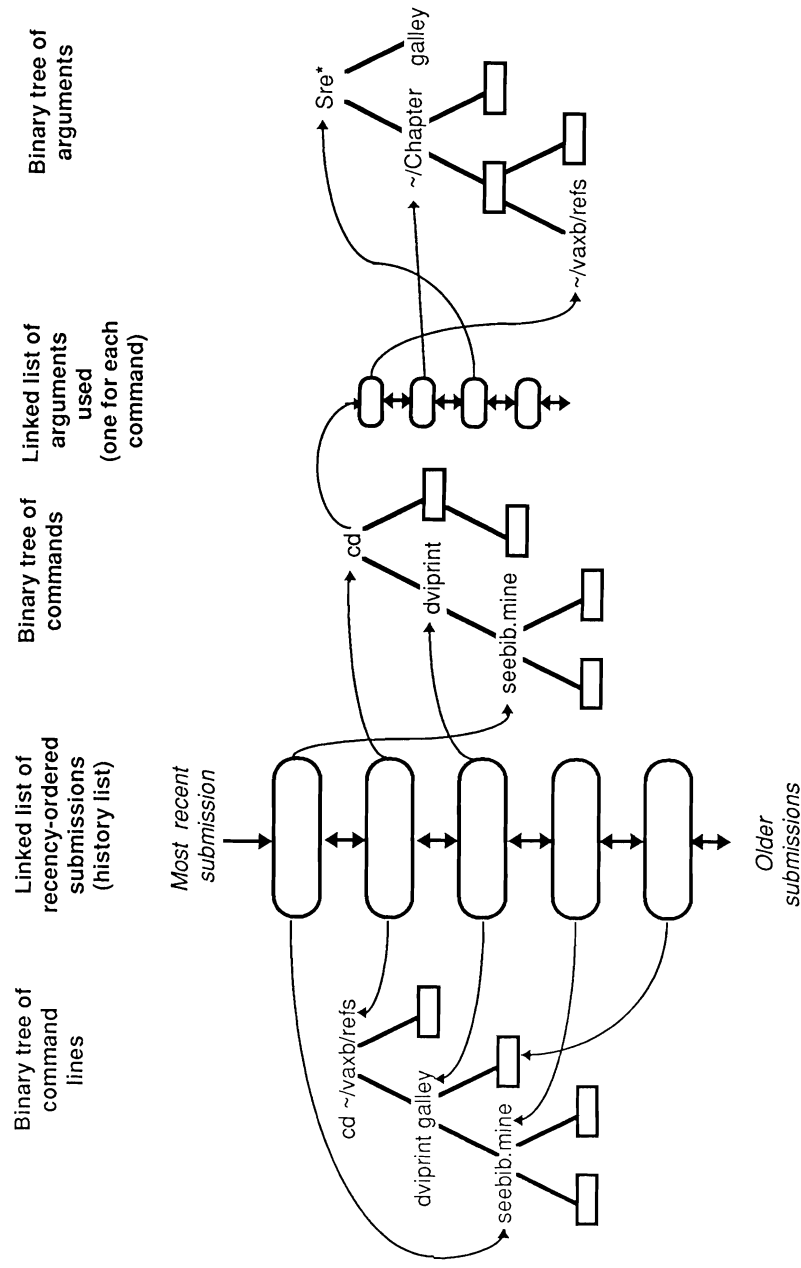 Binary tree of
command
lines
Linked list of
recency-ordered
submissions
(history list)
Binary tree of
commands
Linked list of
arguments
used
(one for each
command)
Binary tree of
arguments
Most recent
submission
cd ~/vaxb/refs
dviprint galley
seebib.mine
cd
dviprint
seebib.mine
Sre*
~/Chapter
galley
~/vaxb/refs
Older
submissions